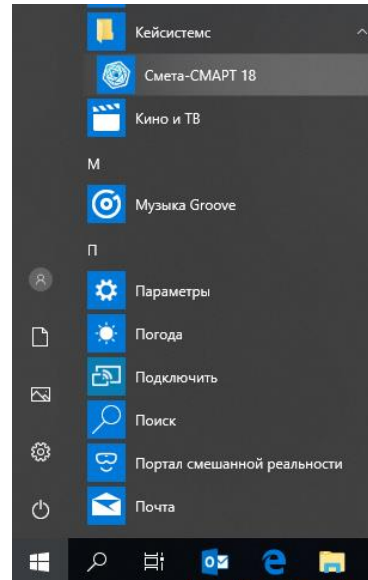 Кейсистемс
Смета-СМАРТ 18
Кино и ТВ
М
Музыка Groove
П
Параметры
Погода
Подключить
Поиск
Портал смешанной реальности
Почта